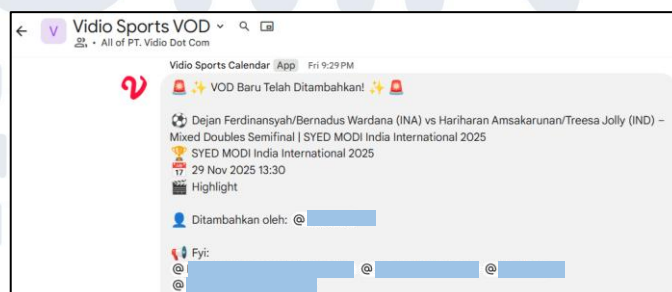 Vidio Sports VOD
All of PT. Vidio Dot Com
Vidio Sports Calendar App Fri 9:29 PM
🚨 ✨ VOD Baru Telah Ditambahkan! ✨ 🚨
⚽ Dejan Ferdinansyah/Bernadus Wardana (INA) vs Hariharan Amsakarunan/Treesa Jolly (IND) –
Mixed Doubles Semifinal | SYED MODI India International 2025
🏆 SYED MODI India International 2025
📅 29 Nov 2025 13:30
🎬 Highlight
👤 Ditambahkan oleh: @
📢 Fyi:
@ @ @
@